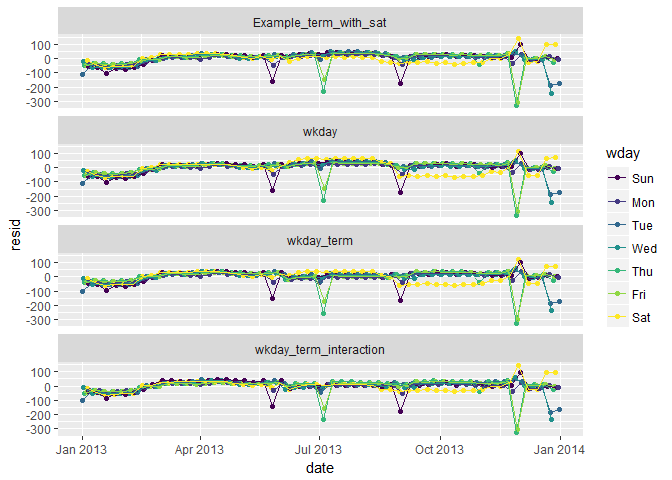 Example_term_with_sat
100
0
-100
-200
-300
wkday
100
0
-100
-200
-300
wkday_term
100
0
-100
-200
-300
wkday_term_interaction
100
0
-100
-200
-300
resid
Jan 2013
Apr 2013
Jul 2013
Oct 2013
Jan 2014
date
wday
Sun
Mon
Tue
Wed
Thu
Fri
Sat